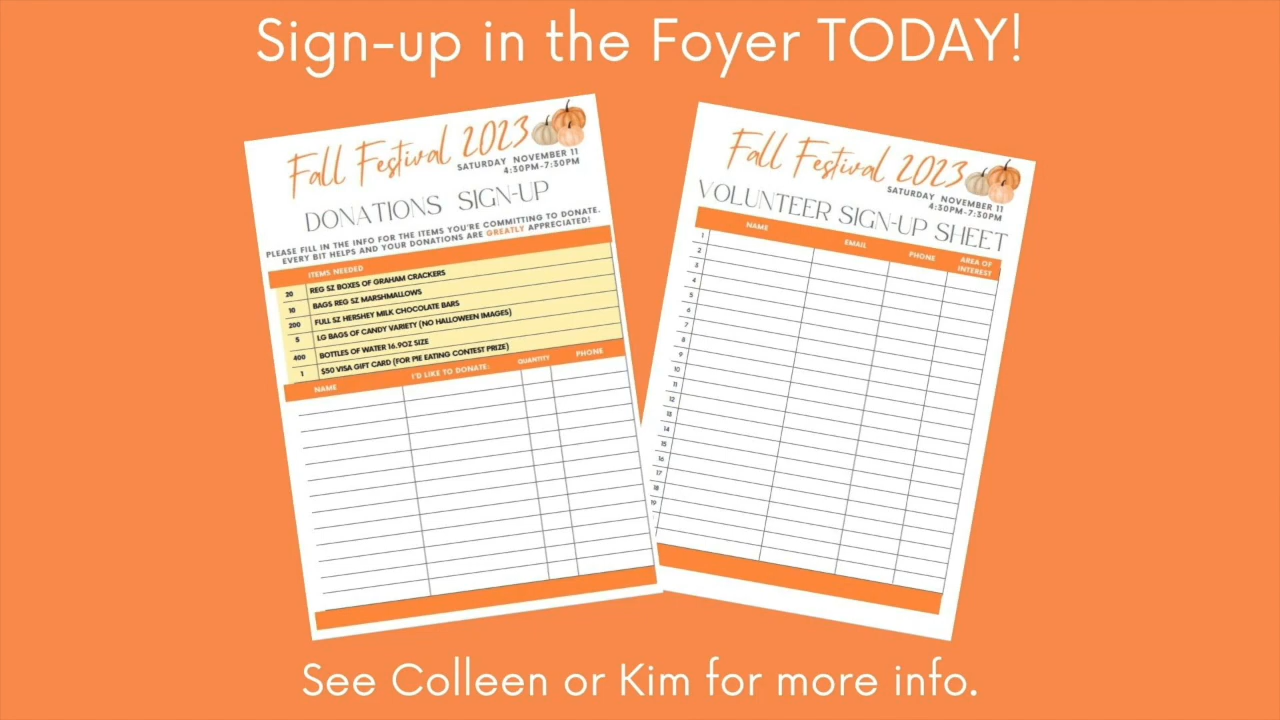 Sign-up in the Foyer TODAY!
Fall Festival 2023
SATURDAY NOVEMBER 11
4:30PM-7:30PM
DONATIONS SIGN-UP
PLEASE FILL IN THE INFO FOR THE ITEMS YOU'RE COMMITTING TO DONATE.
EVERY BIT HELPS AND YOUR DONATIONS ARE GREATLY APPRECIATED!
ITEMS NEEDED
20 REG SZ BOXES OF GRAHAM CRACKERS
10 BAGS REG SZ MARSHMALLOWS
200 FULL SZ HERSHEY MILK CHOCOLATE BARS
5 LG BAGS OF CANDY VARIETY (NO HALLOWEEN IMAGES)
400 BOTTLES OF WATER 16.9OZ SIZE
1 $50 VISA GIFT CARD (FOR PIE EATING CONTEST PRIZE)
NAME I'D LIKE TO DONATE: QUANTITY PHONE
Fall Festival 2023
SATURDAY NOVEMBER 11
4:30PM-7:30PM
VOLUNTEER SIGN-UP SHEET
NAME EMAIL PHONE AREA OF
INTEREST
1
2
3
4
5
6
7
8
9
10
11
12
13
14
15
16
17
18
19
See Colleen or Kim for more info.